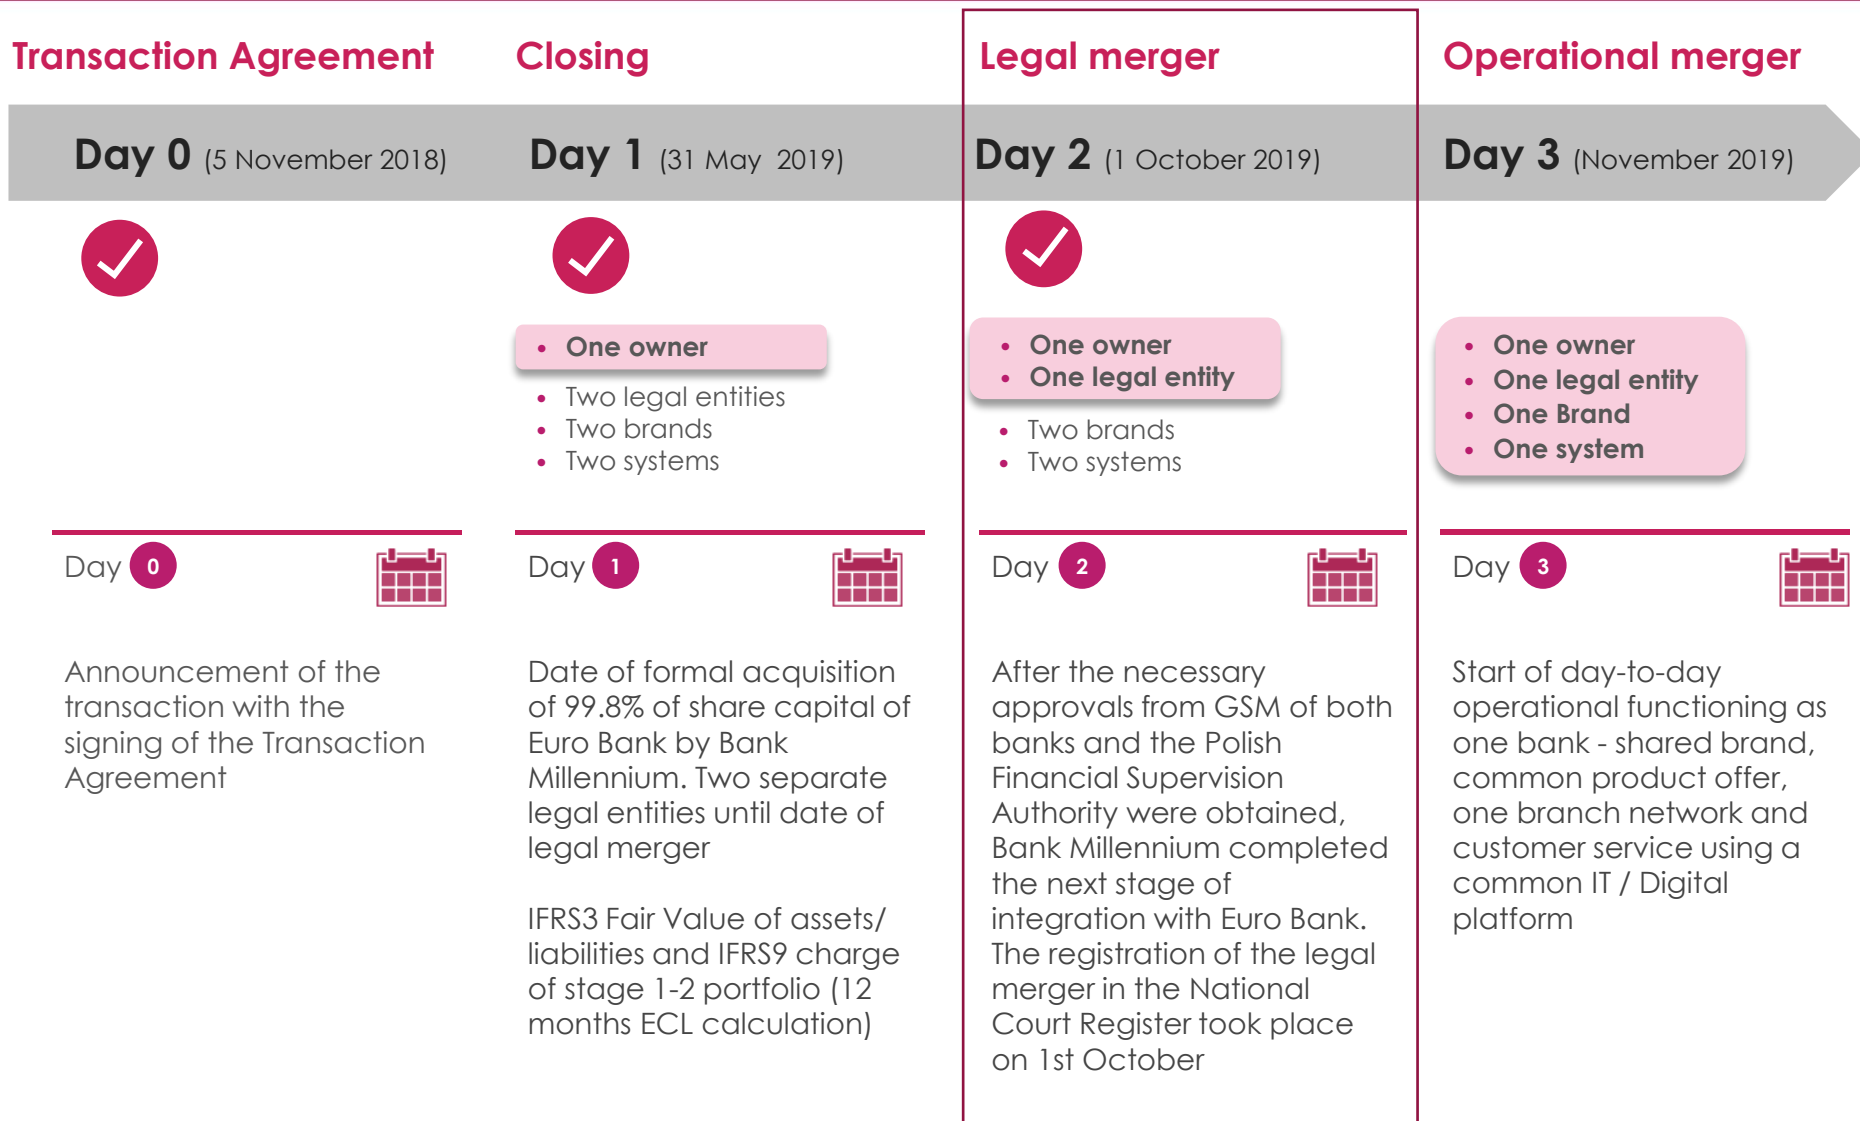 Transaction Agreement
Closing
Legal merger
Operational merger
Day 0 (5 November 2018)
Day 1 (31 May 2019)
Day 2 (1 October 2019)
Day 3 (November 2019)
• One owner
• Two legal entities
• Two brands
• Two systems
• One owner
• One legal entity
• Two brands
• Two systems
• One owner
• One legal entity
• One Brand
• One system
Day 0
Announcement of the
transaction with the
signing of the Transaction
Agreement
Day 1
Date of formal acquisition
of 99.8% of share capital of
Euro Bank by Bank
Millennium. Two separate
legal entities until date of
legal merger
IFRS3 Fair Value of assets/
liabilities and IFRS9 charge
of stage 1-2 portfolio (12
months ECL calculation)
Day 2
After the necessary
approvals from GSM of both
banks and the Polish
Financial Supervision
Authority were obtained,
Bank Millennium completed
the next stage of
integration with Euro Bank.
The registration of the legal
merger in the National
Court Register took place
on 1st October
Day 3
Start of day-to-day
operational functioning as
one bank - shared brand,
common product offer,
one branch network and
customer service using a
common IT / Digital
platform